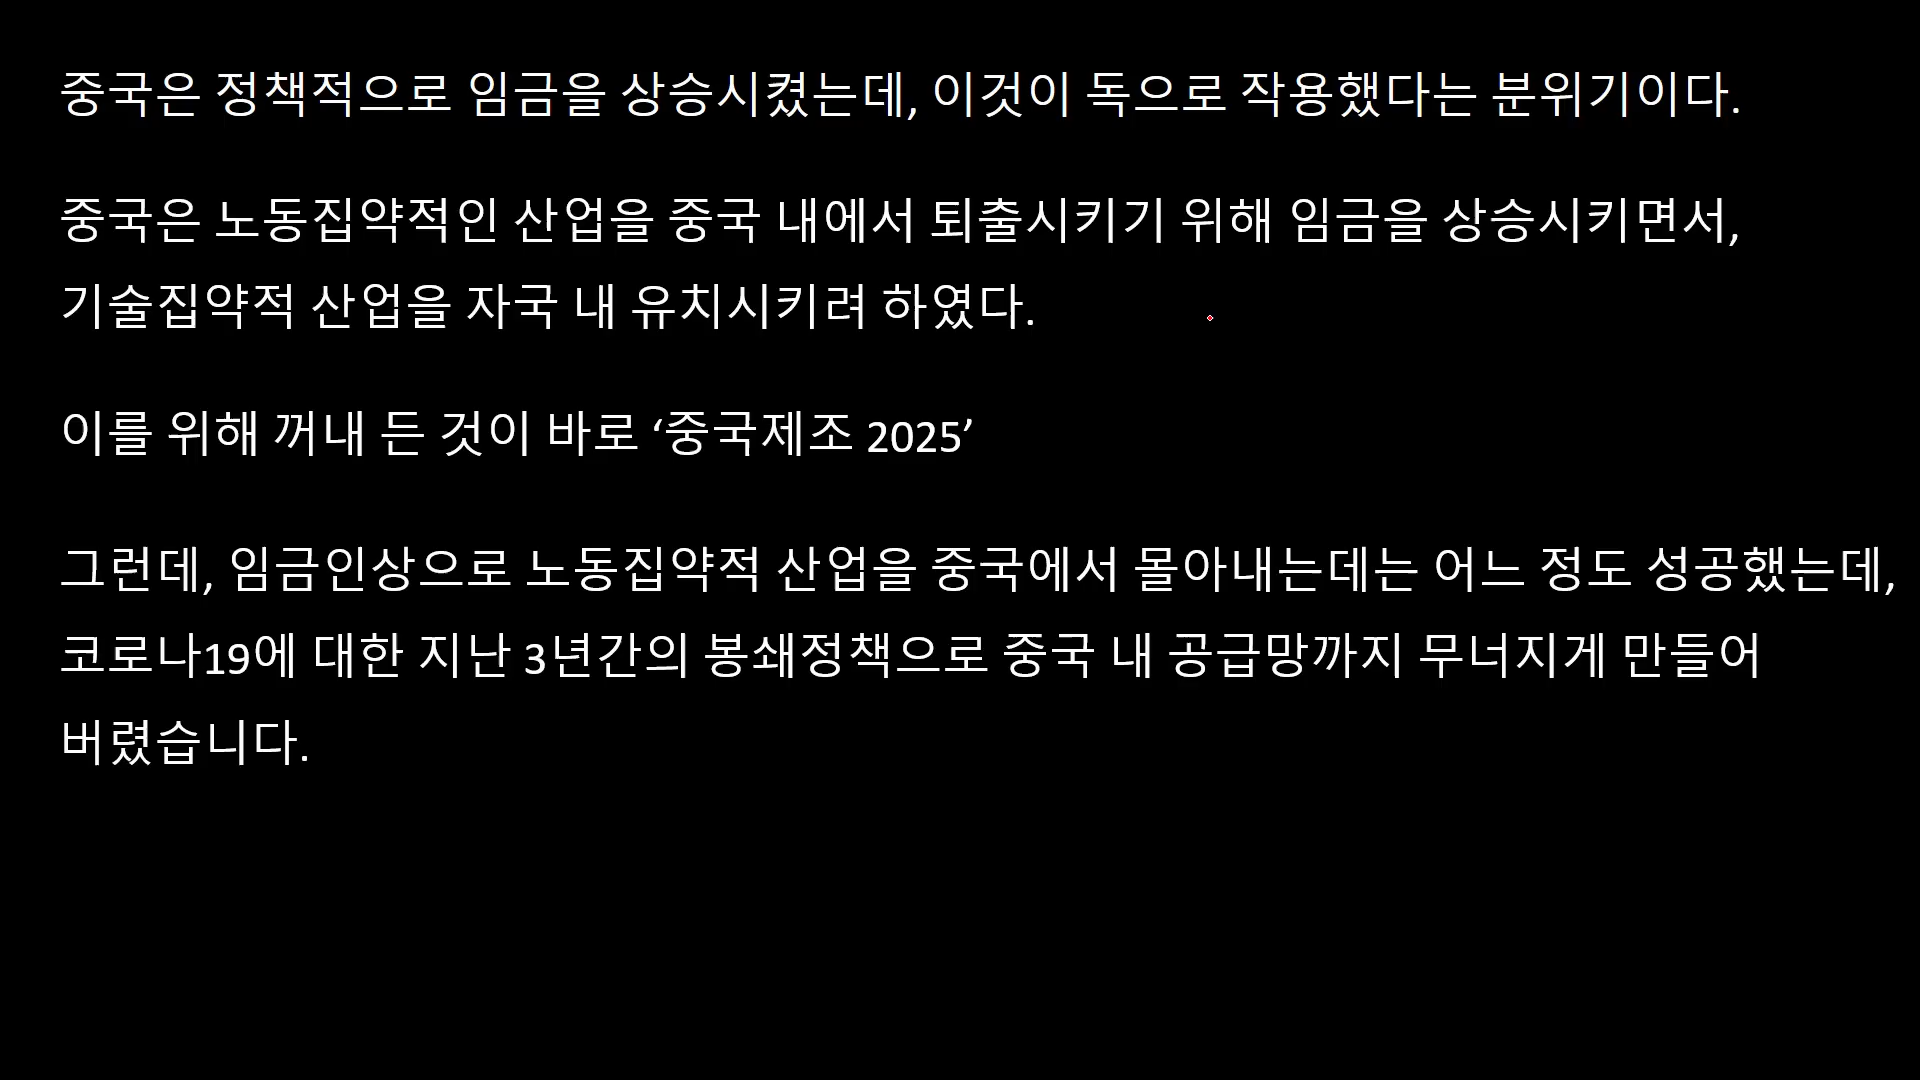 중국은 정책적으로 임금을 상승시켰는데, 이것이 독으로 작용했다는 분위기이다.
중국은 노동집약적인 산업을 중국 내에서 퇴출시키기 위해 임금을 상승시키면서,
기술집약적 산업을 자국 내 유치시키려 하였다.
이를 위해 꺼내 든 것이 바로 ‘중국제조 2025’
그런데, 임금인상으로 노동집약적 산업을 중국에서 몰아내는데는 어느 정도 성공했는데,
코로나19에 대한 지난 3년간의 봉쇄정책으로 중국 내 공급망까지 무너지게 만들어
버렸습니다.